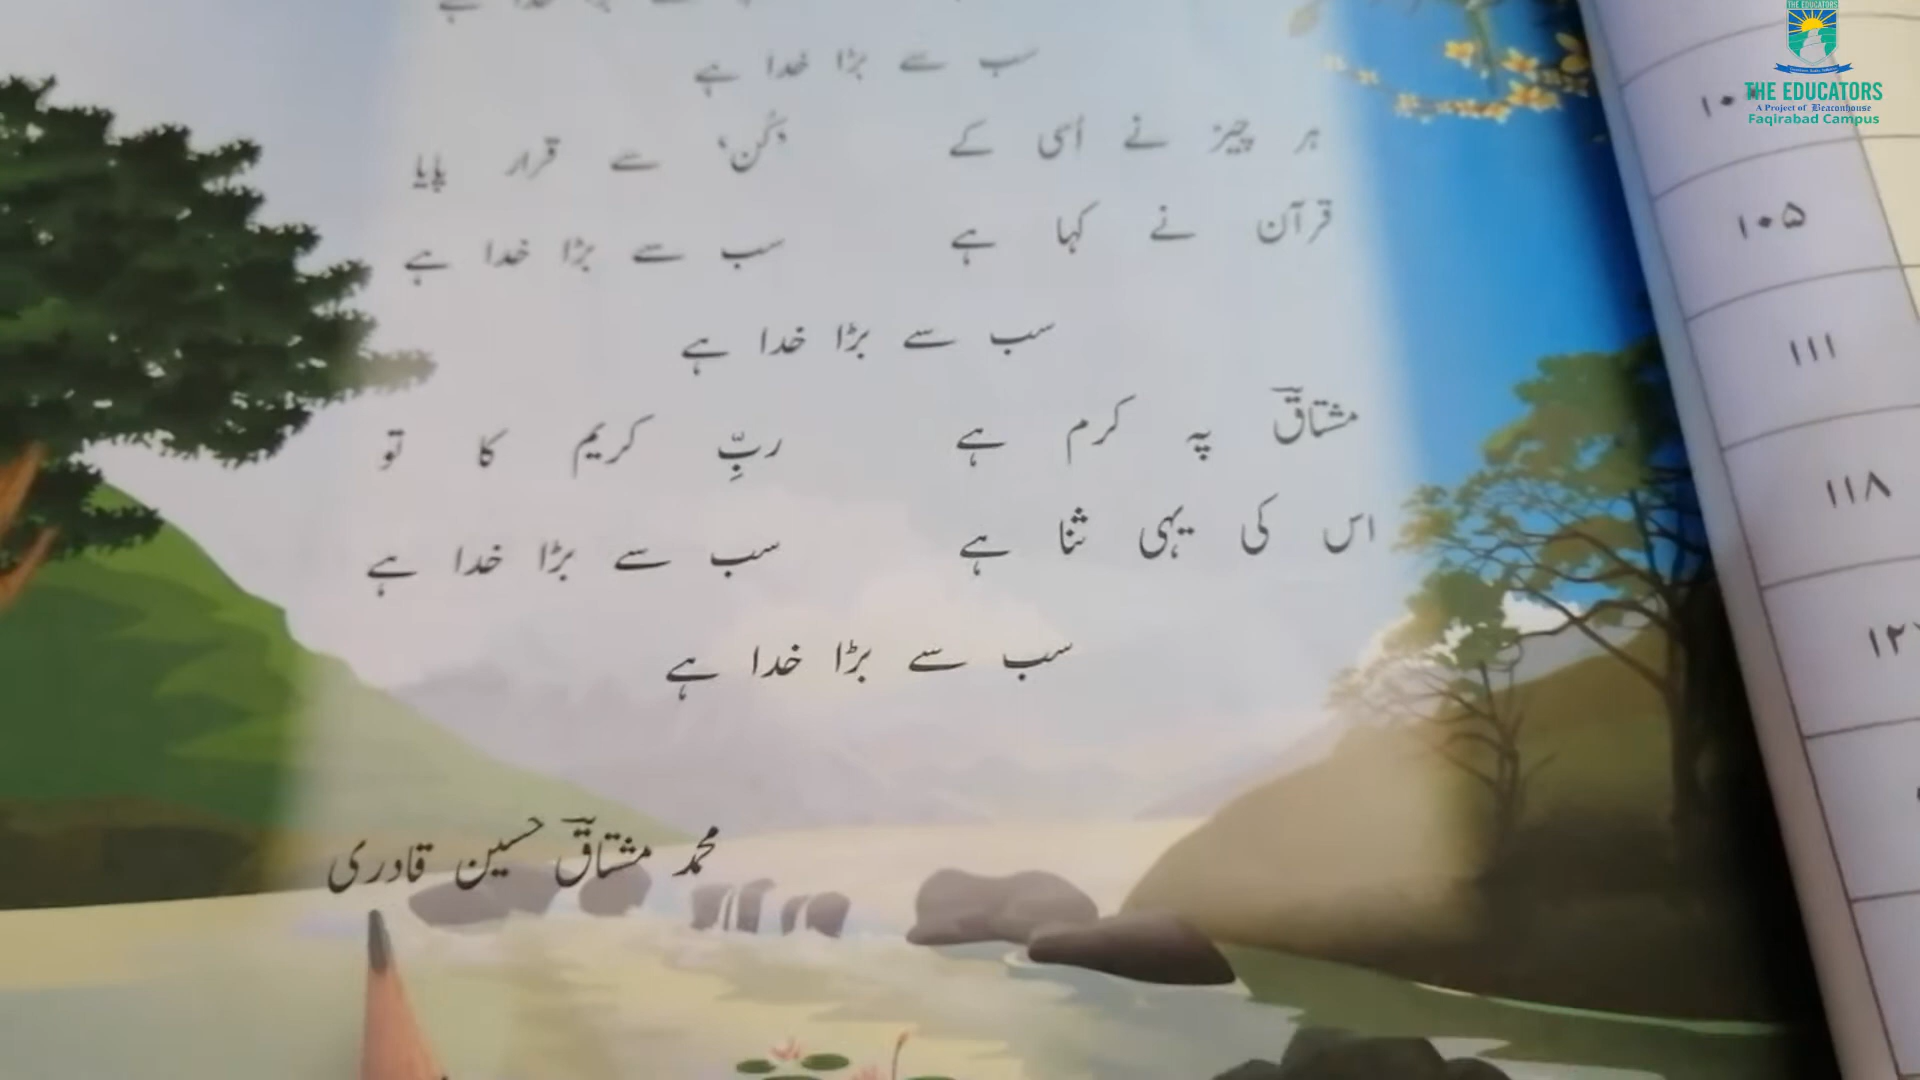 سب سے بڑا خدا ہے
ہر چیز نے اُسی کے ’کُن‘ سے قرار پایا
قرآن نے کہا ہے سب سے بڑا خدا ہے
سب سے بڑا خدا ہے
مشتاقؔ پہ کرم ہے ربِّ کریم کا تو
اس کی یہی ثنا ہے سب سے بڑا خدا ہے
سب سے بڑا خدا ہے
محمد مشتاقؔ حسین قادری
THE EDUCATORS
THE EDUCATORS
A Project of Beaconhouse
Faqirabad Campus
۱۰۵
۱۱۱
۱۱۸